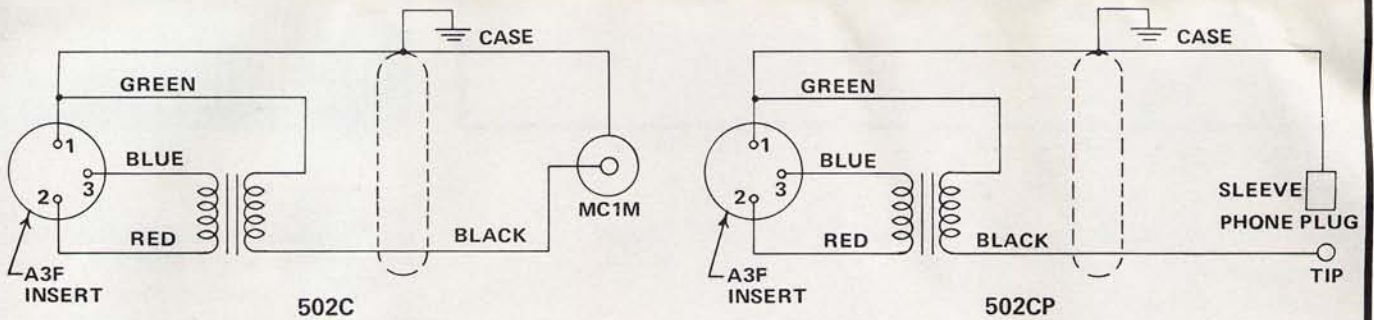 CASE
GREEN
1
BLUE
3
2
RED
BLACK
MC1M
A3F
INSERT
502C
CASE
GREEN
1
BLUE
3
2
RED
BLACK
SLEEVE
PHONE PLUG
TIP
A3F
INSERT
502CP